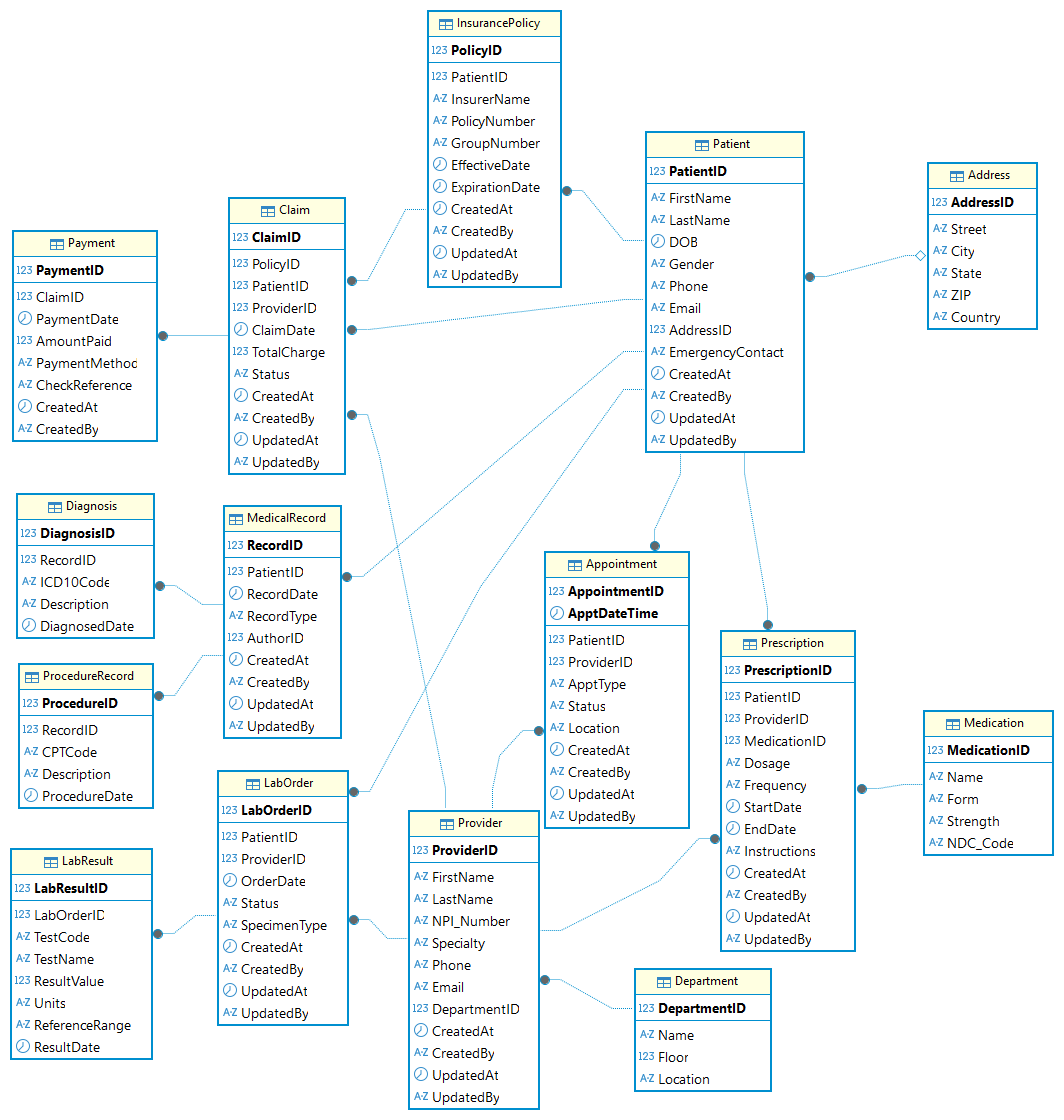 InsurancePolicy
123 PolicyID
123 PatientID
A-Z InsurerName
A-Z PolicyNumber
A-Z GroupNumber
EffectiveDate
ExpirationDate
CreatedAt
A-Z CreatedBy
UpdatedAt
A-Z UpdatedBy
Patient
123 PatientID
A-Z FirstName
A-Z LastName
DOB
A-Z Gender
A-Z Phone
A-Z Email
123 AddressID
A-Z EmergencyContact
CreatedAt
A-Z CreatedBy
UpdatedAt
A-Z UpdatedBy
Address
123 AddressID
A-Z Street
A-Z City
A-Z State
A-Z ZIP
A-Z Country
Claim
123 ClaimID
123 PolicyID
123 PatientID
123 ProviderID
ClaimDate
123 TotalCharge
A-Z Status
CreatedAt
A-Z CreatedBy
UpdatedAt
A-Z UpdatedBy
Payment
123 PaymentID
123 ClaimID
PaymentDate
123 AmountPaid
A-Z PaymentMethod
A-Z CheckReference
CreatedAt
A-Z CreatedBy
Diagnosis
123 DiagnosisID
123 RecordID
A-Z ICD10Code
A-Z Description
DiagnosedDate
MedicalRecord
123 RecordID
123 PatientID
RecordDate
A-Z RecordType
123 AuthorID
CreatedAt
A-Z CreatedBy
UpdatedAt
A-Z UpdatedBy
Appointment
123 AppointmentID
ApptDateTime
123 PatientID
123 ProviderID
A-Z ApptType
A-Z Status
A-Z Location
CreatedAt
A-Z CreatedBy
UpdatedAt
A-Z UpdatedBy
Prescription
123 PrescriptionID
123 PatientID
123 ProviderID
123 MedicationID
A-Z Dosage
A-Z Frequency
StartDate
EndDate
A-Z Instructions
CreatedAt
A-Z CreatedBy
UpdatedAt
A-Z UpdatedBy
ProcedureRecord
123 ProcedureID
123 RecordID
A-Z CPTCode
A-Z Description
ProcedureDate
Medication
123 MedicationID
A-Z Name
A-Z Form
A-Z Strength
A-Z NDC_Code
LabOrder
123 LabOrderID
123 PatientID
123 ProviderID
OrderDate
A-Z Status
A-Z SpecimenType
CreatedAt
A-Z CreatedBy
UpdatedAt
A-Z UpdatedBy
Provider
123 ProviderID
A-Z FirstName
A-Z LastName
A-Z NPI_Number
A-Z Specialty
A-Z Phone
A-Z Email
123 DepartmentID
CreatedAt
A-Z CreatedBy
UpdatedAt
A-Z UpdatedBy
LabResult
123 LabResultID
123 LabOrderID
A-Z TestCode
A-Z TestName
123 ResultValue
A-Z Units
A-Z ReferenceRange
ResultDate
Department
123 DepartmentID
A-Z Name
123 Floor
A-Z Location